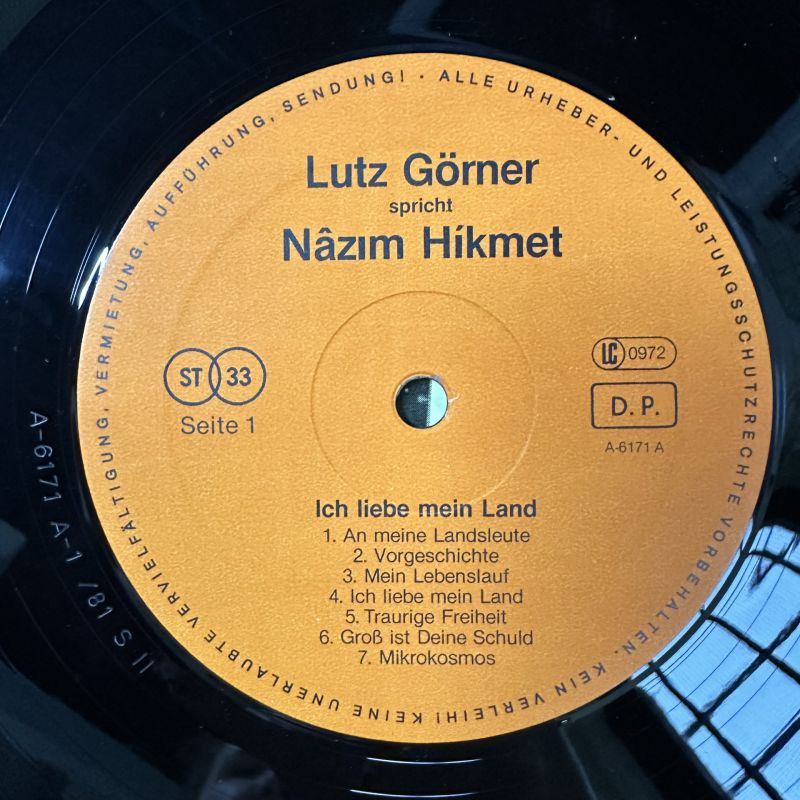 Lutz Görner
spricht
Nâzım Híkmet
ST 33
Seite 1
LC 0972
D. P.
A-6171 A
Ich liebe mein Land
1. An meine Landsleute
2. Vorgeschichte
3. Mein Lebenslauf
4. Ich liebe mein Land
5. Traurige Freiheit
6. Groß ist Deine Schuld
7. Mikrokosmos
ALLE URHEBER- UND LEISTUNGSSCHUTZRECHTE VORBEHALTEN. KEIN VERLEIH! KEINE UNERLAUBTE VERVIELFÄLTIGUNG, VERMIETUNG, AUFFÜHRUNG, SENDUNG! ·
A-6171 A-1 /81 S II